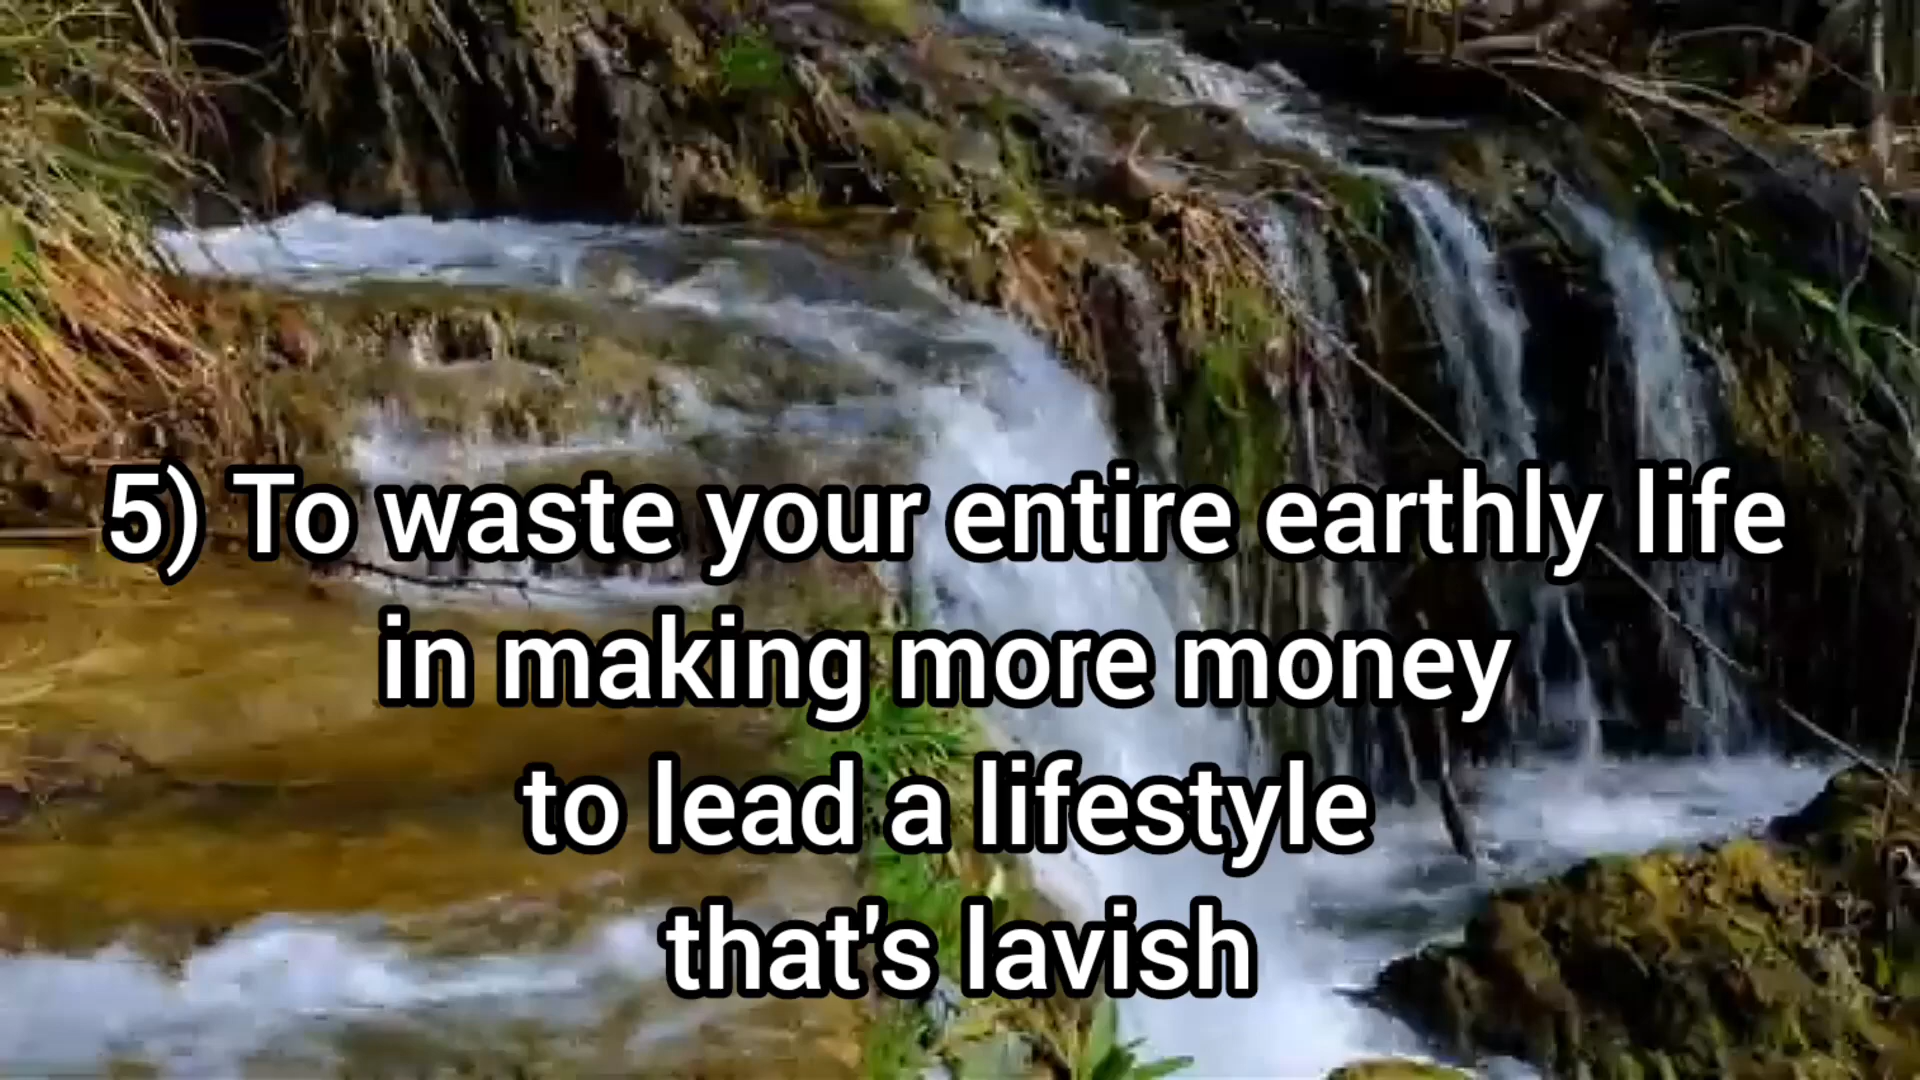 5) To waste your entire earthly life
in making more money
to lead a lifestyle
that's lavish